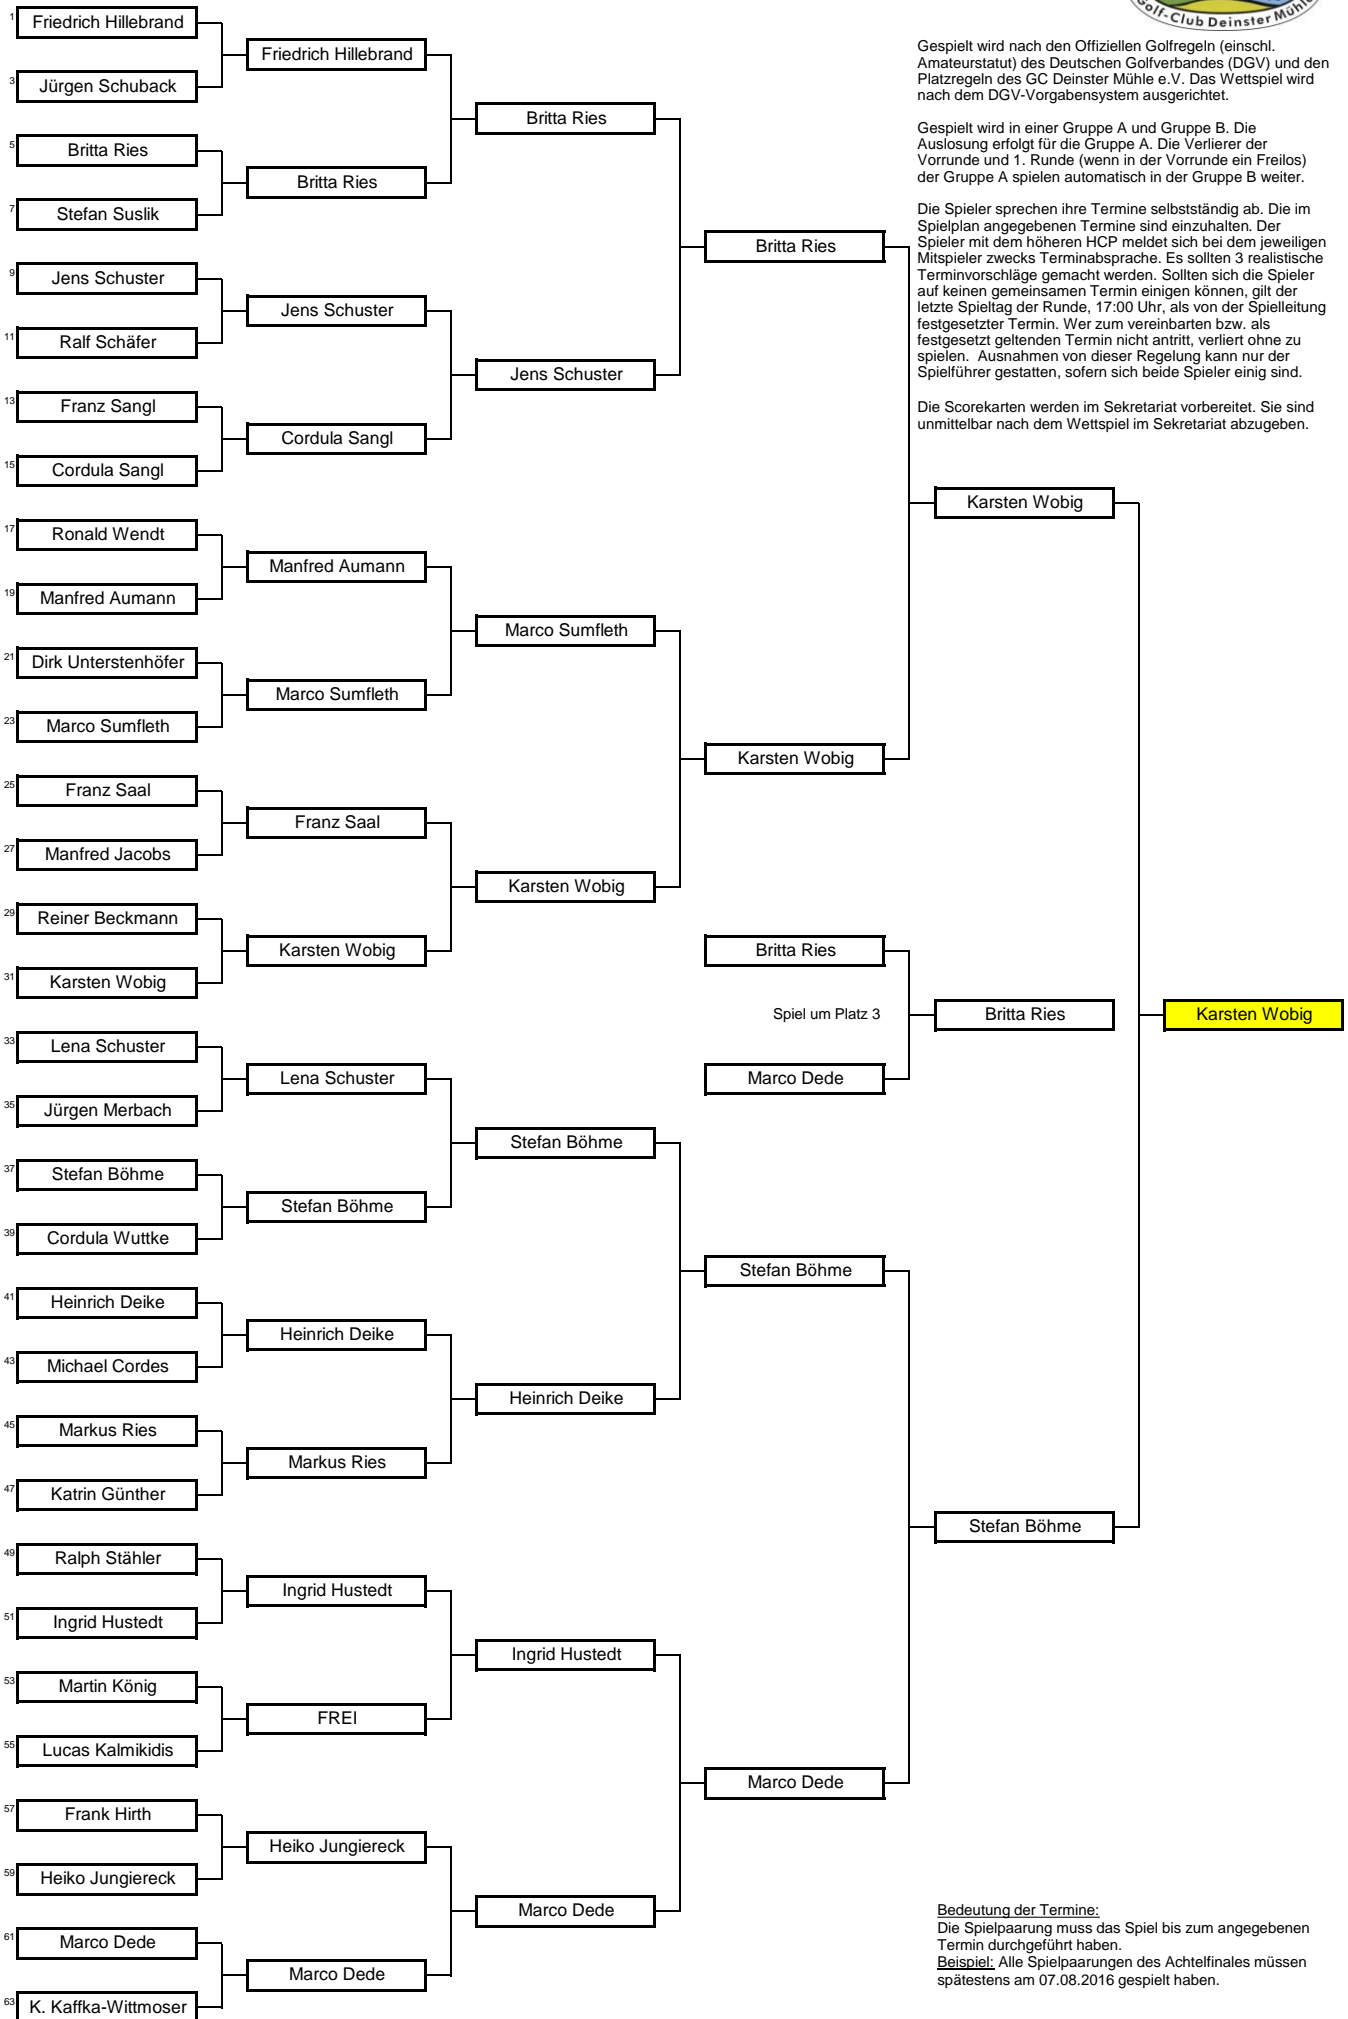 Golf-Club Deinster Mühle
Gespielt wird nach den Offiziellen Golfregeln (einschl.
Amateurstatut) des Deutschen Golfverbandes (DGV) und den
Platzregeln des GC Deinster Mühle e.V. Das Wettspiel wird
nach dem DGV-Vorgabensystem ausgerichtet.
Gespielt wird in einer Gruppe A und Gruppe B. Die
Auslosung erfolgt für die Gruppe A. Die Verlierer der
Vorrunde und 1. Runde (wenn in der Vorrunde ein Freilos)
der Gruppe A spielen automatisch in der Gruppe B weiter.
Die Spieler sprechen ihre Termine selbstständig ab. Die im
Spielplan angegebenen Termine sind einzuhalten. Der
Spieler mit dem höheren HCP meldet sich bei dem jeweiligen
Mitspieler zwecks Terminabsprache. Es sollten 3 realistische
Terminvorschläge gemacht werden. Sollten sich die Spieler
auf keinen gemeinsamen Termin einigen können, gilt der
letzte Spieltag der Runde, 17:00 Uhr, als von der Spielleitung
festgesetzter Termin. Wer zum vereinbarten bzw. als
festgesetzt geltenden Termin nicht antritt, verliert ohne zu
spielen. Ausnahmen von dieser Regelung kann nur der
Spielführer gestatten, sofern sich beide Spieler einig sind.
Die Scorekarten werden im Sekretariat vorbereitet. Sie sind
unmittelbar nach dem Wettspiel im Sekretariat abzugeben.
1 Friedrich Hillebrand
3 Jürgen Schuback
5 Britta Ries
7 Stefan Suslik
9 Jens Schuster
11 Ralf Schäfer
13 Franz Sangl
15 Cordula Sangl
17 Ronald Wendt
19 Manfred Aumann
21 Dirk Unterstenhöfer
23 Marco Sumfleth
25 Franz Saal
27 Manfred Jacobs
29 Reiner Beckmann
31 Karsten Wobig
33 Lena Schuster
35 Jürgen Merbach
37 Stefan Böhme
39 Cordula Wuttke
41 Heinrich Deike
43 Michael Cordes
45 Markus Ries
47 Katrin Günther
49 Ralph Stähler
51 Ingrid Hustedt
53 Martin König
55 Lucas Kalmikidis
57 Frank Hirth
59 Heiko Jungiereck
61 Marco Dede
63 K. Kaffka-Wittmoser
Friedrich Hillebrand
Britta Ries
Jens Schuster
Cordula Sangl
Manfred Aumann
Marco Sumfleth
Franz Saal
Karsten Wobig
Lena Schuster
Stefan Böhme
Heinrich Deike
Markus Ries
Ingrid Hustedt
FREI
Heiko Jungiereck
Marco Dede
Britta Ries
Jens Schuster
Marco Sumfleth
Karsten Wobig
Stefan Böhme
Heinrich Deike
Ingrid Hustedt
Marco Dede
Britta Ries
Karsten Wobig
Britta Ries
Spiel um Platz 3
Marco Dede
Stefan Böhme
Marco Dede
Karsten Wobig
Britta Ries
Stefan Böhme
Karsten Wobig
Bedeutung der Termine:
Die Spielpaarung muss das Spiel bis zum angegebenen
Termin durchgeführt haben.
Beispiel: Alle Spielpaarungen des Achtelfinales müssen
spätestens am 07.08.2016 gespielt haben.